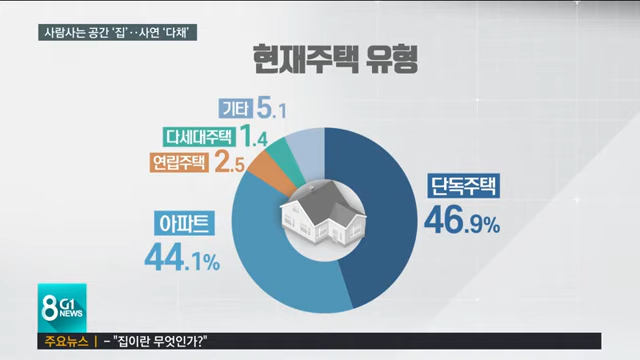 사람사는 공간 '집'‥사연 '다채'
현재주택 유형
기타 5.1
다세대주택 1.4
연립주택 2.5
단독주택
46.9%
아파트
44.1%
8 G1
NEWS
주요뉴스 - "집이란 무엇인가?"